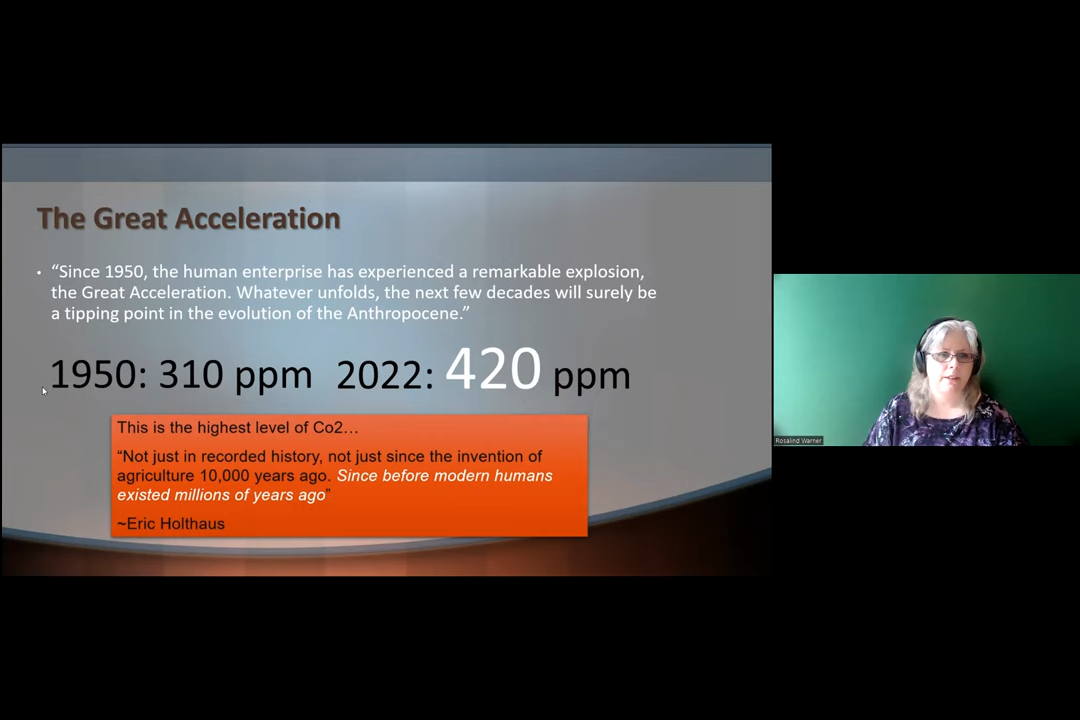 The Great Acceleration
• “Since 1950, the human enterprise has experienced a remarkable explosion,
the Great Acceleration. Whatever unfolds, the next few decades will surely be
a tipping point in the evolution of the Anthropocene.”
1950: 310 ppm 2022: 420 ppm
This is the highest level of Co2…
“Not just in recorded history, not just since the invention of
agriculture 10,000 years ago. Since before modern humans
existed millions of years ago”
~Eric Holthaus
Rosalind Warner